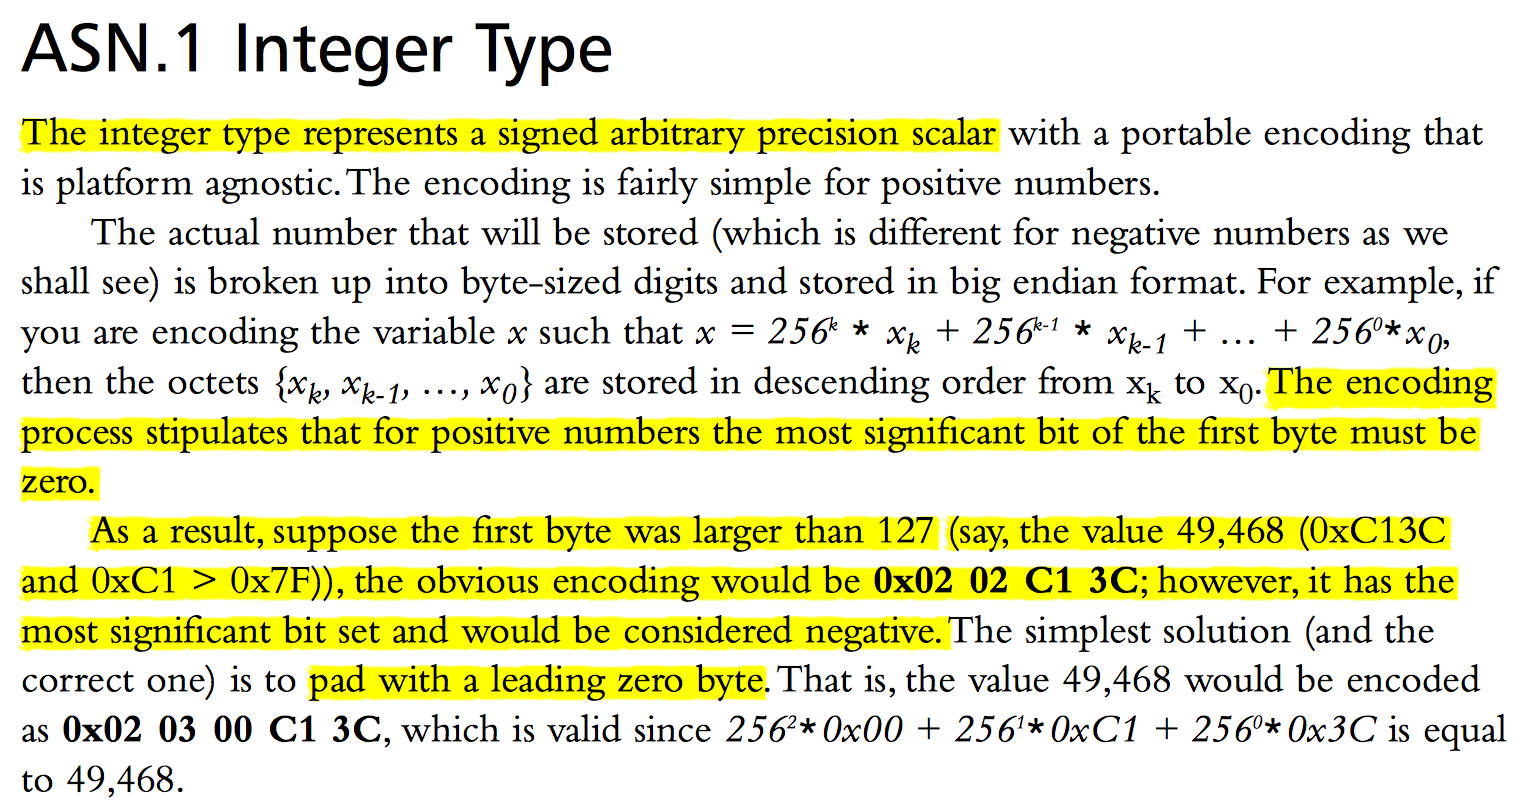 ASN.1 Integer Type
The integer type represents a signed arbitrary precision scalar with a portable encoding that
is platform agnostic. The encoding is fairly simple for positive numbers.
The actual number that will be stored (which is different for negative numbers as we
shall see) is broken up into byte-sized digits and stored in big endian format. For example, if
you are encoding the variable x such that x = 256^k * x_k + 256^{k-1} * x_{k-1} + ... + 256^0*x_0,
then the octets {x_k, x_{k-1}, ..., x_0} are stored in descending order from x_k to x_0. The encoding
process stipulates that for positive numbers the most significant bit of the first byte must be
zero.
As a result, suppose the first byte was larger than 127 (say, the value 49,468 (0xC13C
and 0xC1 > 0x7F)), the obvious encoding would be 0x02 02 C1 3C; however, it has the
most significant bit set and would be considered negative. The simplest solution (and the
correct one) is to pad with a leading zero byte. That is, the value 49,468 would be encoded
as 0x02 03 00 C1 3C, which is valid since 256^2*0x00 + 256^1*0xC1 + 256^0*0x3C is equal
to 49,468.